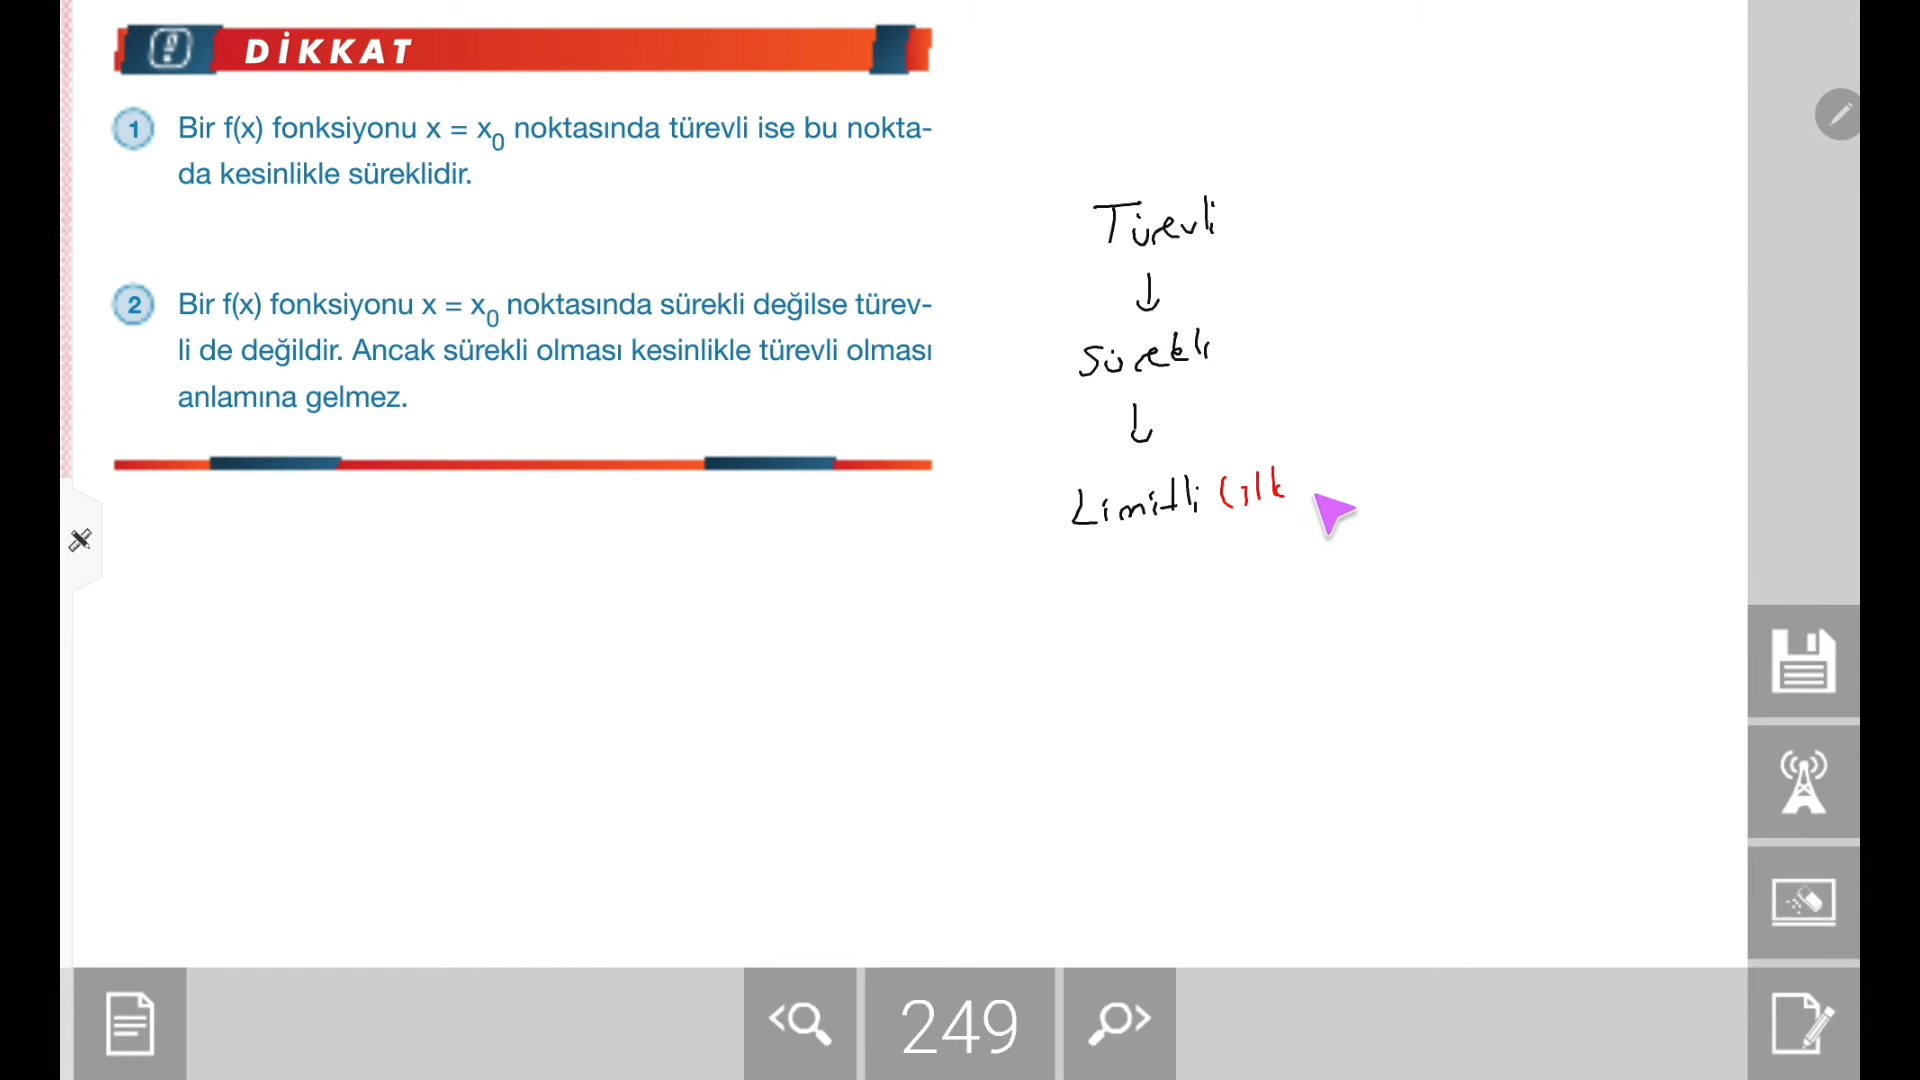 DİKKAT
1 Bir f(x) fonksiyonu x = x₀ noktasında türevli ise bu nokta-
da kesinlikle süreklidir.
2 Bir f(x) fonksiyonu x = x₀ noktasında sürekli değilse türev-
li de değildir. Ancak sürekli olması kesinlikle türevli olması
anlamına gelmez.
Türevli
↓
Sürekli
↓
Limitli (ilk
249